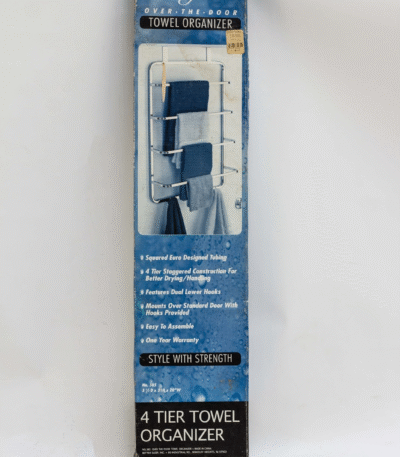 OVER•THE•DOOR
TOWEL ORGANIZER
Squared Euro Designed Tubing
4 Tier Staggered Construction For
Better Drying/Handling
Features Dual Lower Hooks
Mounts Over Standard Door With
Hooks Provided
Easy To Assemble
One Year Warranty
STYLE WITH STRENGTH
4 TIER TOWEL
ORGANIZER